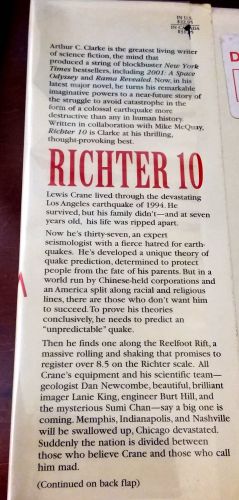 IN U.S.
IN CANADA
D
Arthur C. Clarke is the greatest living writer
of science fiction, the mind that
produced a string of blockbuster New York
Times bestsellers, including 2001: A Space
Odyssey and Rama Revealed. Now, in his
latest major novel, he turns his remarkable
imaginative powers to a near-future story of
the struggle to avoid catastrophe in the
form of a colossal earthquake more
destructive than any in human history.
Written in collaboration with Mike McQuay,
Richter 10 is Clarke at his thrilling,
thought-provoking best.
RICHTER 10
Lewis Crane lived through the devastating
Los Angeles earthquake of 1994. He
survived, but his family didn't—and at seven
years old, his life was ripped apart.
Now he's thirty-seven, an expert
seismologist with a fierce hatred for earth-
quakes. He's developed a unique theory of
quake prediction, determined to protect
people from the fate of his parents. But in a
world run by Chinese-held corporations and
an America split along racial and religious
lines, there are those who don't want him
to succeed. To prove his theories
conclusively, he needs to predict an
"unpredictable" quake.
Then he finds one along the Reelfoot Rift, a
massive rolling and shaking that promises to
register over 8.5 on the Richter scale. All
Crane's equipment and his scientific team—
geologist Dan Newcombe, beautiful, brilliant
imager Lanie King, engineer Burt Hill, and
the mysterious Sumi Chan—say a big one is
coming. Memphis, Indianapolis, and Nashville
will be swallowed up, Chicago devastated.
Suddenly the nation is divided between
those who believe Crane and those who call
him mad.
(Continued on back flap)